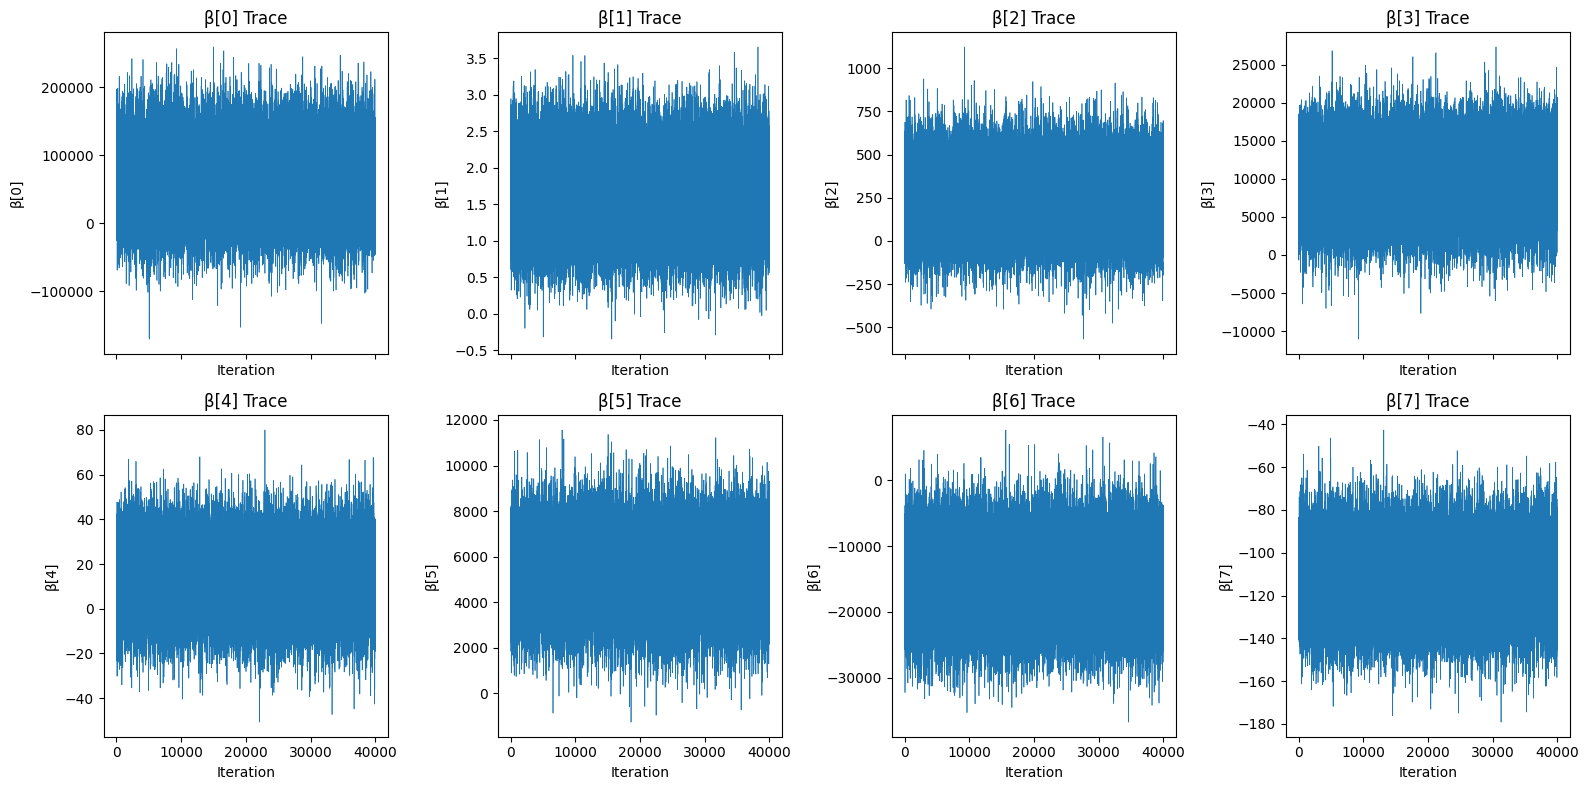 β[0] Trace
β[1] Trace
β[2] Trace
β[3] Trace
β[0]
200000
100000
0
−100000
Iteration
β[1]
3.5
3.0
2.5
2.0
1.5
1.0
0.5
0.0
−0.5
Iteration
β[2]
1000
750
500
250
0
−250
−500
Iteration
β[3]
25000
20000
15000
10000
5000
0
−5000
−10000
Iteration
β[4] Trace
β[5] Trace
β[6] Trace
β[7] Trace
β[4]
80
60
40
20
0
−20
−40
0 10000 20000 30000 40000
Iteration
β[5]
12000
10000
8000
6000
4000
2000
0
0 10000 20000 30000 40000
Iteration
β[6]
0
−10000
−20000
−30000
0 10000 20000 30000 40000
Iteration
β[7]
−40
−60
−80
−100
−120
−140
−160
−180
0 10000 20000 30000 40000
Iteration